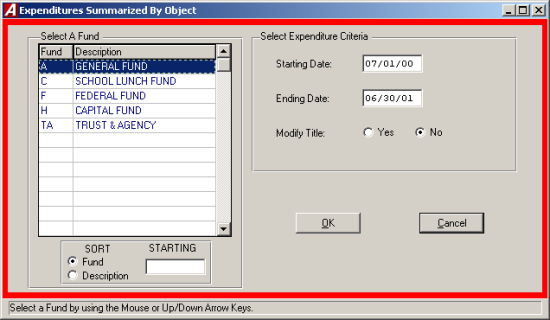 A Expenditures Summarized By Object
Select A Fund
Fund Description
A GENERAL FUND
C SCHOOL LUNCH FUND
F FEDERAL FUND
H CAPITAL FUND
TA TRUST & AGENCY
SORT STARTING
Fund
Description
Select Expenditure Criteria
Starting Date: 07/01/00
Ending Date: 06/30/01
Modify Title: Yes No
OK Cancel
Select a Fund by using the Mouse or Up/Down Arrow Keys.